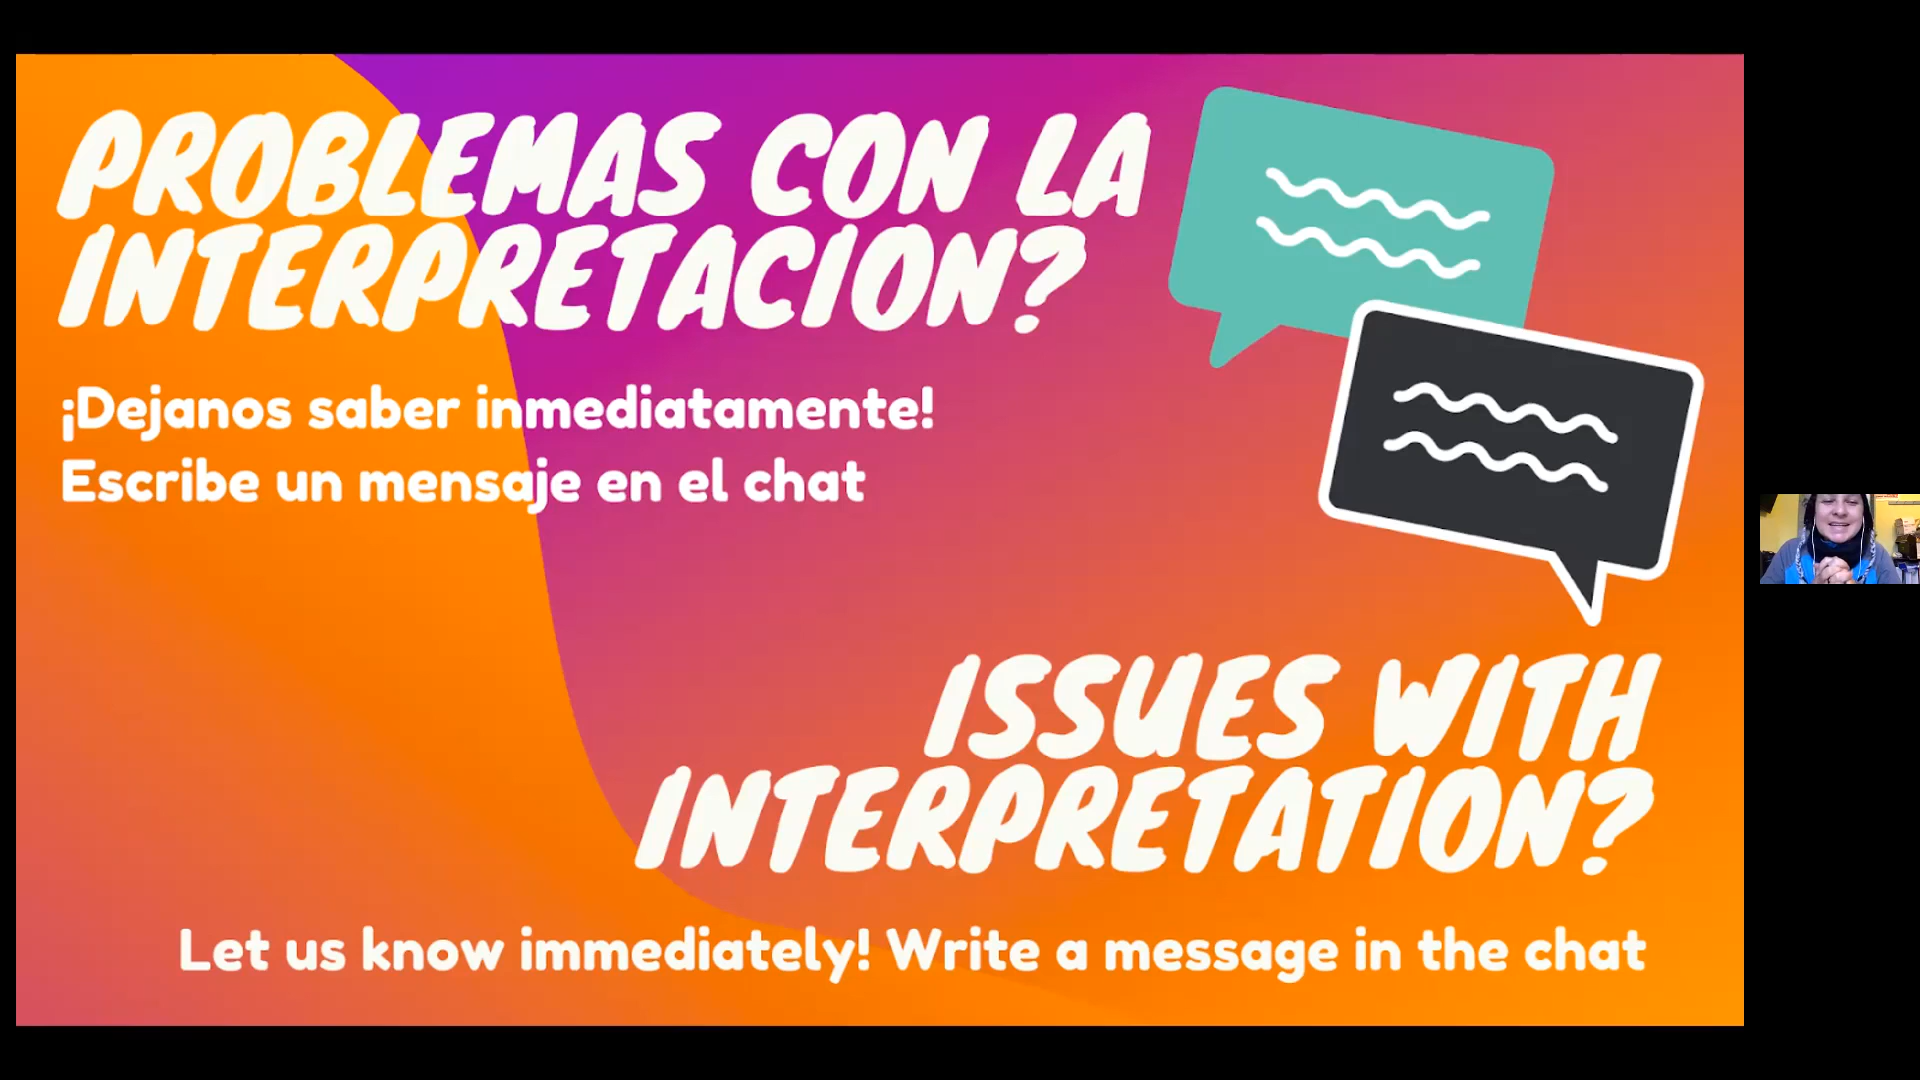 PROBLEMAS CON LA
INTERPRETACION?
¡Dejanos saber inmediatamente!
Escribe un mensaje en el chat
ISSUES WITH
INTERPRETATION?
Let us know immediately! Write a message in the chat